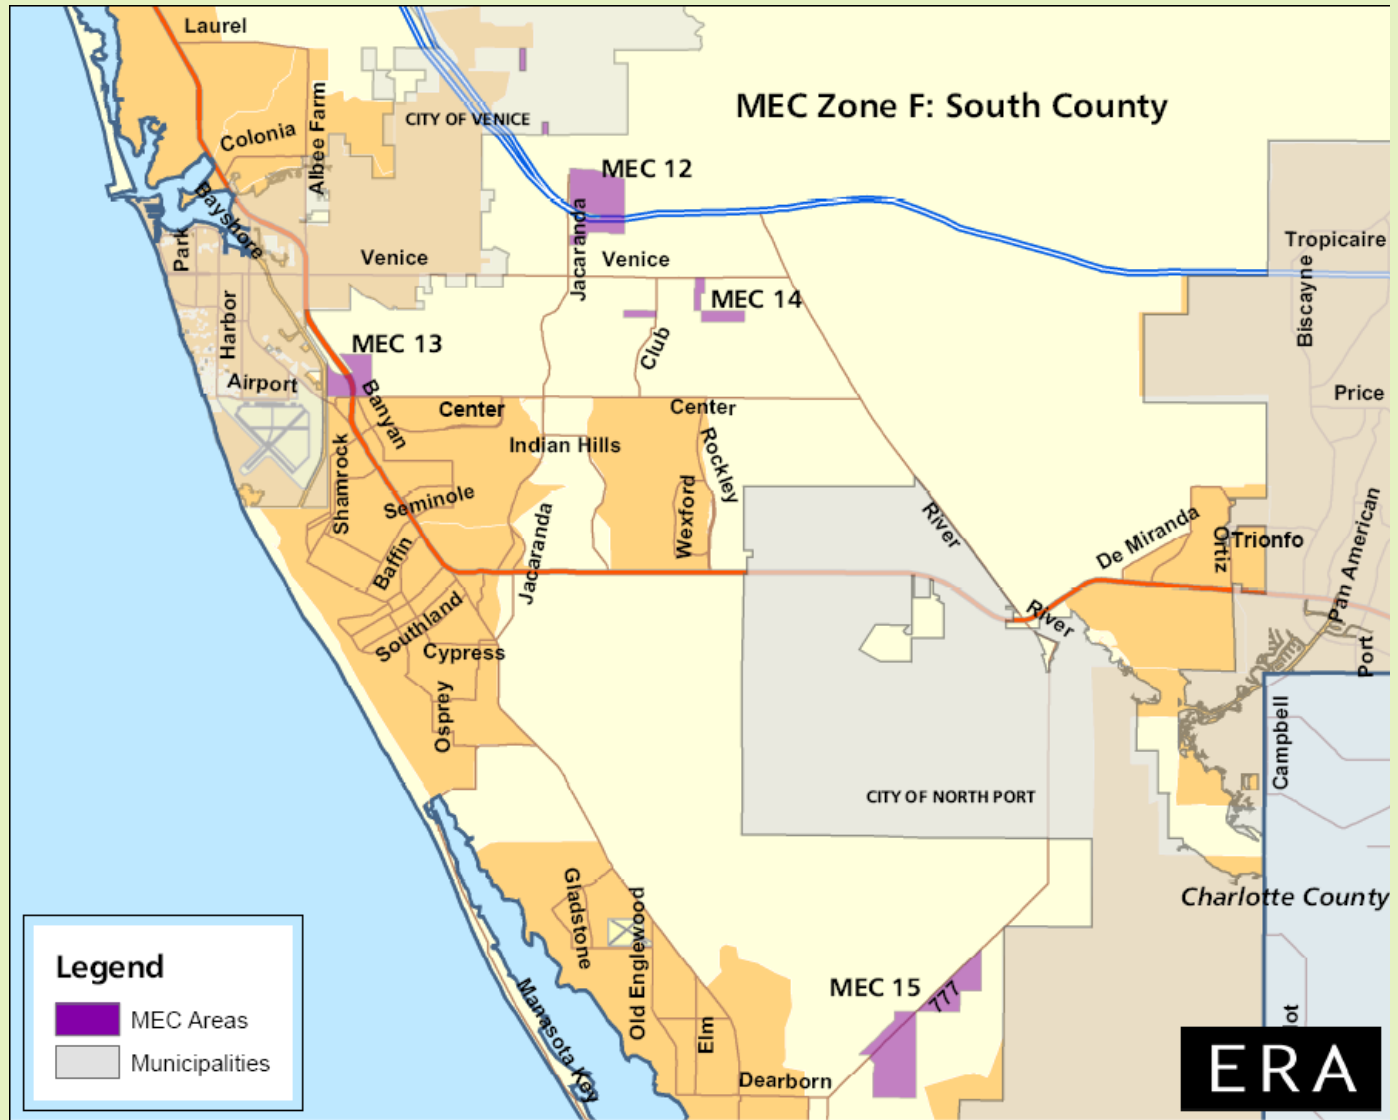 Laurel
MEC Zone F: South County
Albee Farm
CITY OF VENICE
Colonia
MEC 12
Bayshore
Jacaranda
Park
Venice
Venice
Tropicaire
Biscayne
MEC 14
Harbor
Club
MEC 13
Airport
Banyan
Price
Center
Center
Indian Hills
Rockley
Shamrock
Seminole
Wexford
River
De Miranda
Ortiz
Trionfo
Pan American
Baffin
Jacaranda
Southland
River
Cypress
Port
Osprey
Campbell
CITY OF NORTH PORT
Charlotte County
Gladstone
Old Englewood
Legend
MEC Areas
Municipalities
MEC 15
777
Manasota Key
Elm
Dearborn
lot
ERA